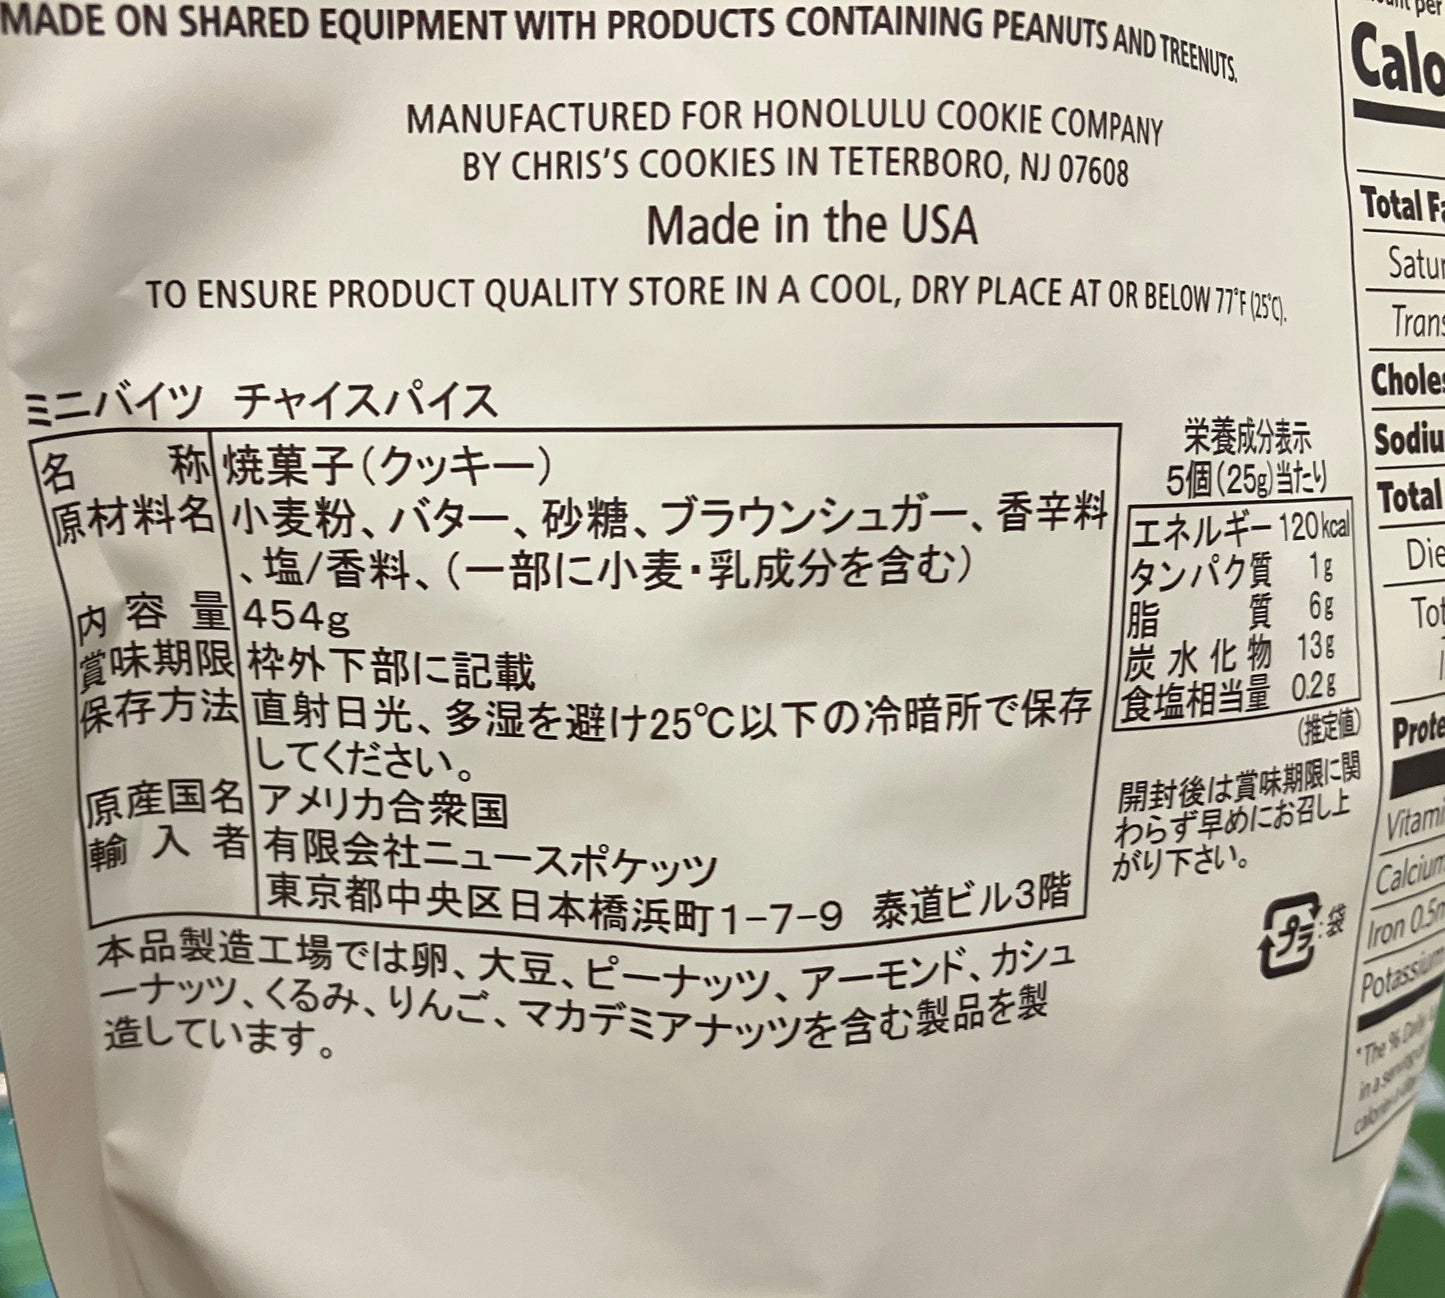 MADE ON SHARED EQUIPMENT WITH PRODUCTS CONTAINING PEANUTS AND TREENUTS.
MANUFACTURED FOR HONOLULU COOKIE COMPANY
BY CHRIS'S COOKIES IN TETERBORO, NJ 07608
Made in the USA
TO ENSURE PRODUCT QUALITY STORE IN A COOL, DRY PLACE AT OR BELOW 77°F (25°C).
ミニバイツ チャイスパイス
名 称 焼菓子(クッキー)
原材料名 小麦粉、バター、砂糖、ブラウンシュガー、香辛料
、塩/香料、(一部に小麦・乳成分を含む)
内容量 454g
賞味期限 枠外下部に記載
保存方法 直射日光、多湿を避け25℃以下の冷暗所で保存
してください。
原産国名 アメリカ合衆国
輸入者 有限会社ニュースポケッツ
東京都中央区日本橋浜町1-7-9 泰道ビル3階
本品製造工場では卵、大豆、ピーナッツ、アーモンド、カシュ
ーナッツ、くるみ、りんご、マカデミアナッツを含む製品を製
造しています。
栄養成分表示
5個(25g)当たり
エネルギー 120kcal
タンパク質 1g
脂質 6g
炭水化物 13g
食塩相当量 0.2g
(推定値)
開封後は賞味期限に関
わらず早めにお召し上
がり下さい。
プラ:袋
per
Calo
Total Fa
Satur
Trans
Choles
Sodiu
Total
Die
Tot
Prote
Vitami
Calcium
Iron 0.5m
Potassium
*The % Daily
in a serving